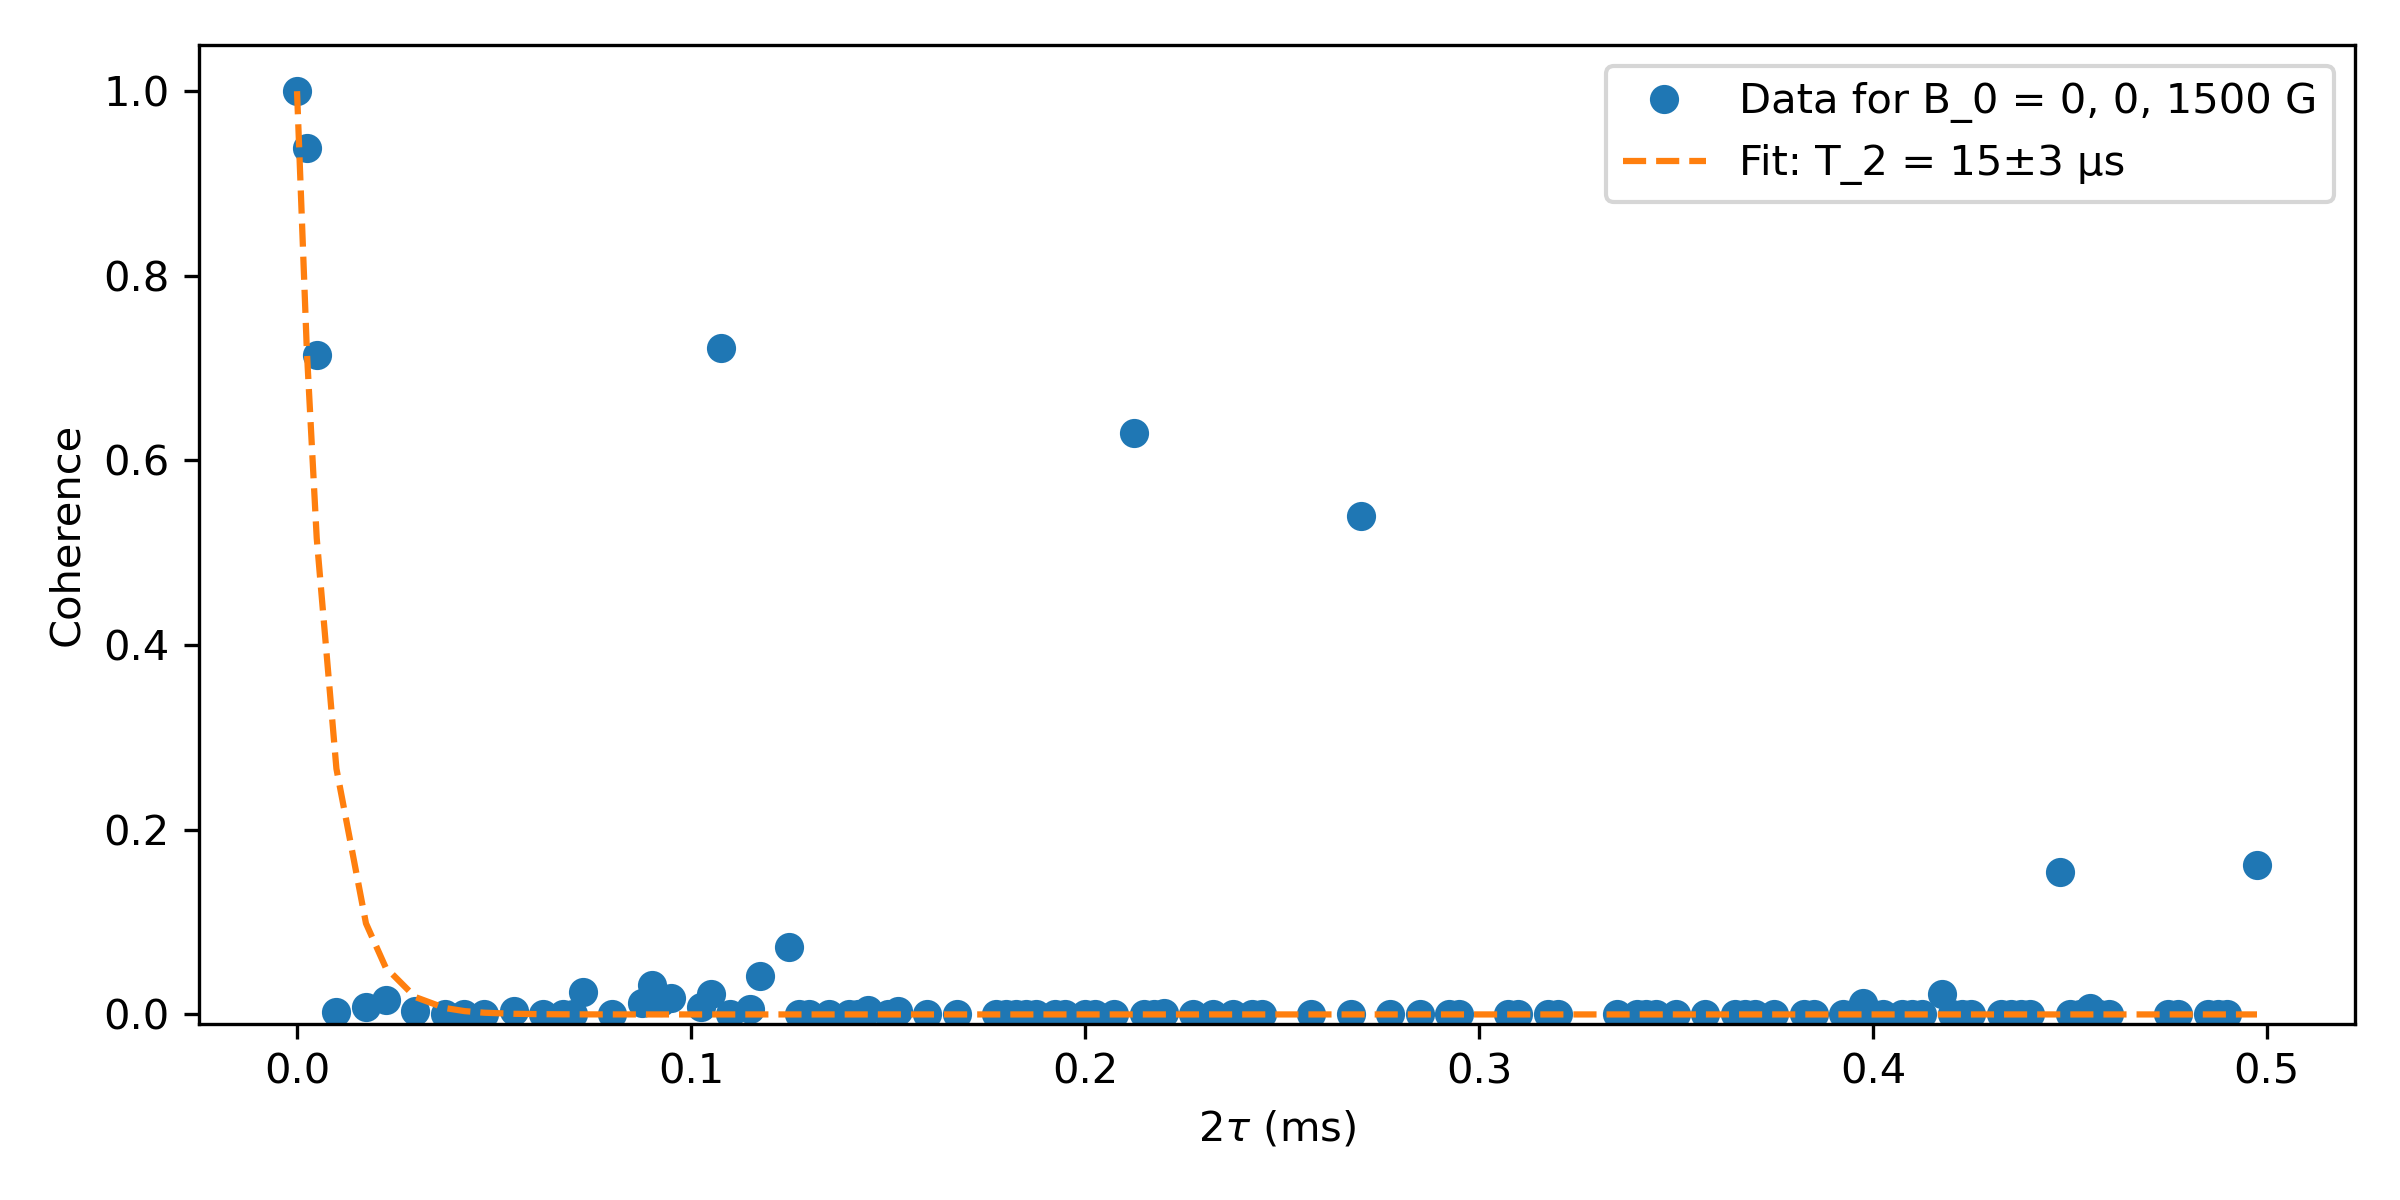 Data for B_0 = 0, 0, 1500 G
Fit: T_2 = 15±3 µs
1.0
0.8
0.6
0.4
0.2
0.0
Coherence
0.0 0.1 0.2 0.3 0.4 0.5
2τ (ms)